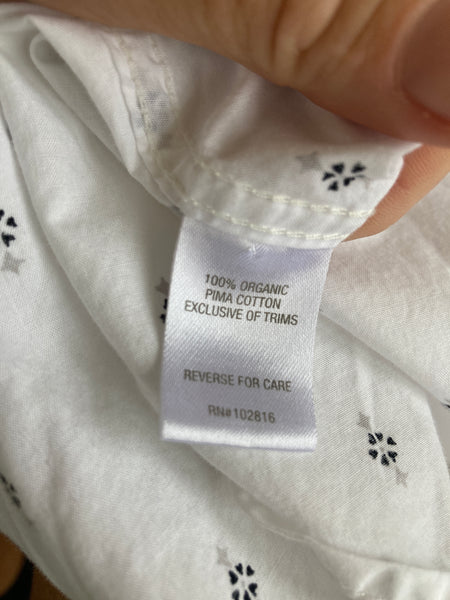 100% ORGANIC
PIMA COTTON
EXCLUSIVE OF TRIMS
REVERSE FOR CARE
RN#102816